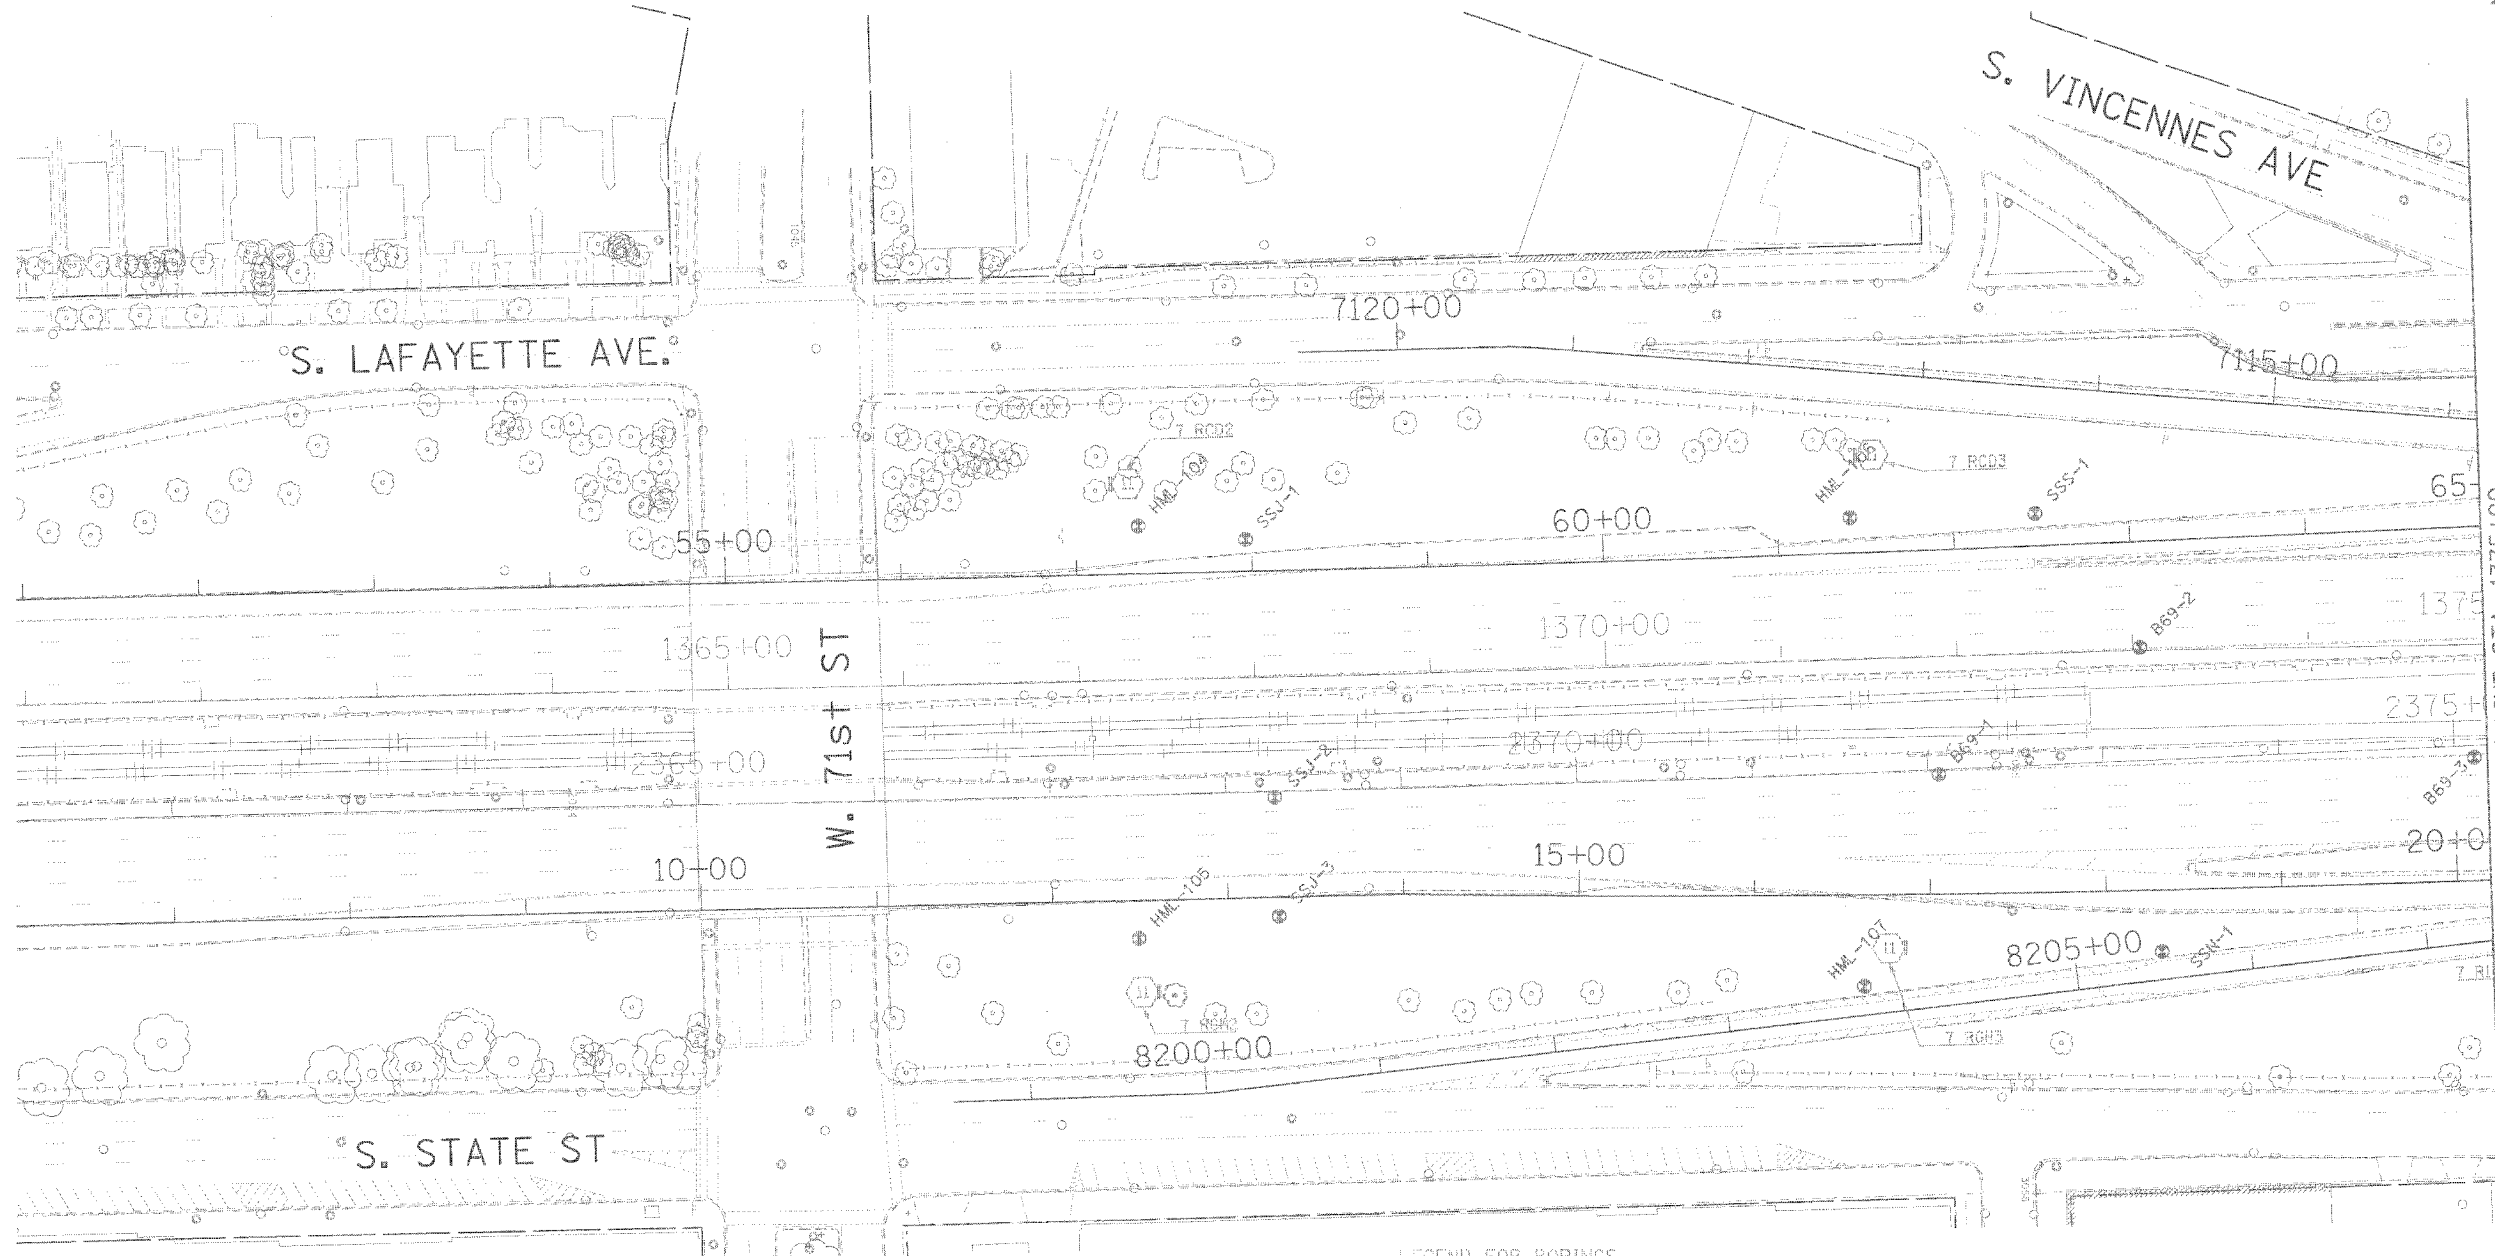 S. VINCENNES AVE
7120+00
S. LAFAYETTE AVE.
7115+00
7 RCD2
HML-104
SSJ-1
HML-106
7 RCD3
SSS-1
65-
55+00
60+00
1365+00
1370+00
B69-2
1375
W. 71st ST
2365+00
2370+00
2375+
SSJ-2
B69-1
B69-3
10+00
15+00
20+0
HML-105
SSJ-3
HML-107
11
8205+00
SSN-1
11
7 RCU3
8200+00
S. STATE ST
LEGEND FOR BORINGS